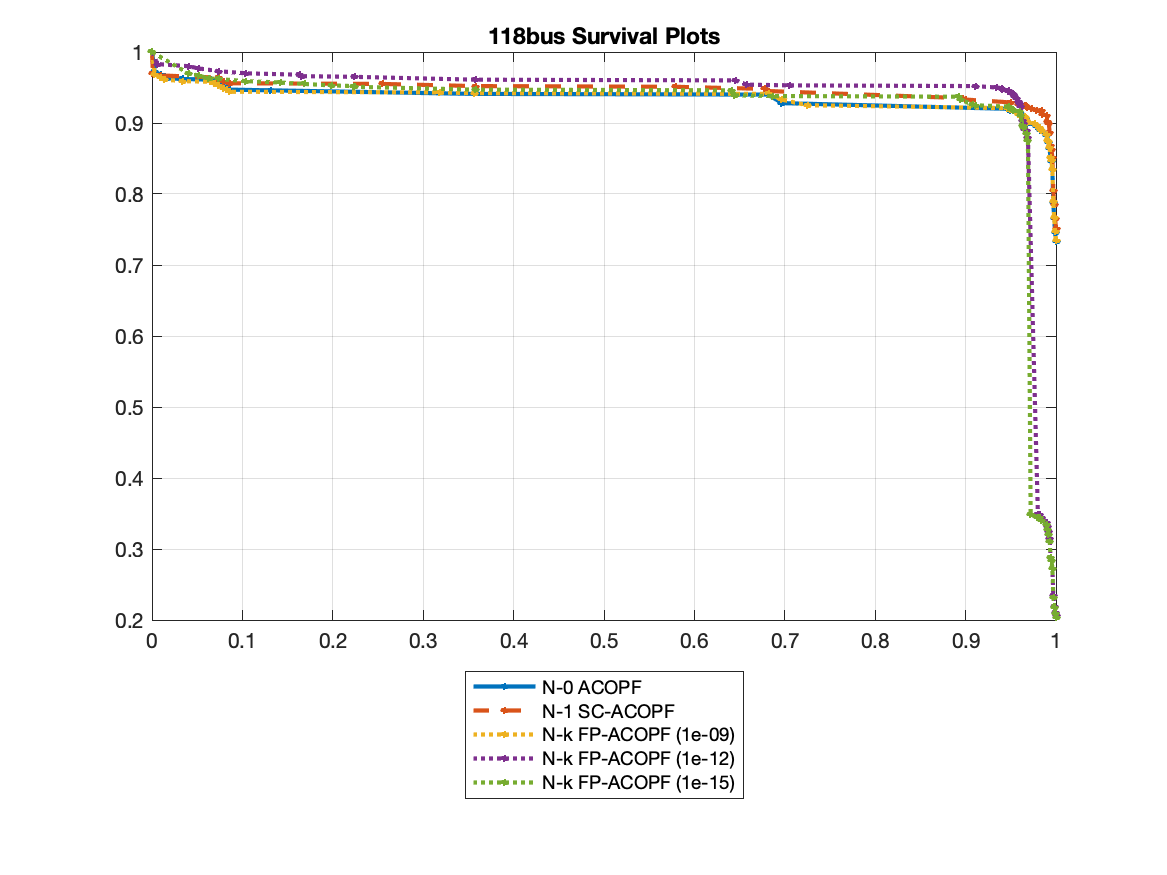 118bus Survival Plots
1
0.9
0.8
0.7
0.6
0.5
0.4
0.3
0.2
0 0.1 0.2 0.3 0.4 0.5 0.6 0.7 0.8 0.9 1
N-0 ACOPF
N-1 SC-ACOPF
N-k FP-ACOPF (1e-09)
N-k FP-ACOPF (1e-12)
N-k FP-ACOPF (1e-15)